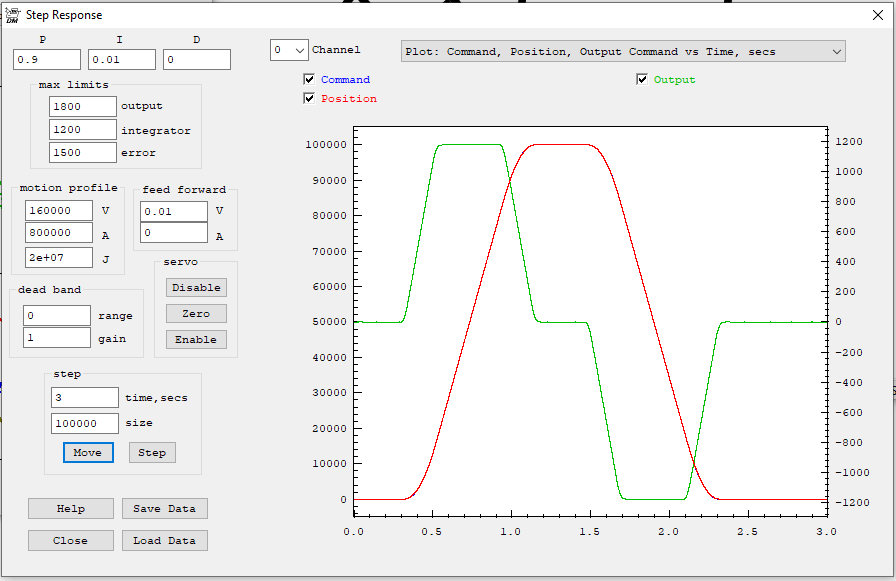 DM Step Response
P I D
0.9 0.01 0
max limits
1800 output
1200 integrator
1500 error
motion profile
160000 V
800000 A
2e+07 J
feed forward
0.01 V
0 A
dead band
0 range
1 gain
servo
Disable
Zero
Enable
step
3 time,secs
100000 size
Move Step
Help Save Data
Close Load Data
0 Channel
Plot: Command, Position, Output Command vs Time, secs
Command
Position
Output
100000
90000
80000
70000
60000
50000
40000
30000
20000
10000
0
1200
1000
800
600
400
200
0
-200
-400
-600
-800
-1000
-1200
0.0 0.5 1.0 1.5 2.0 2.5 3.0